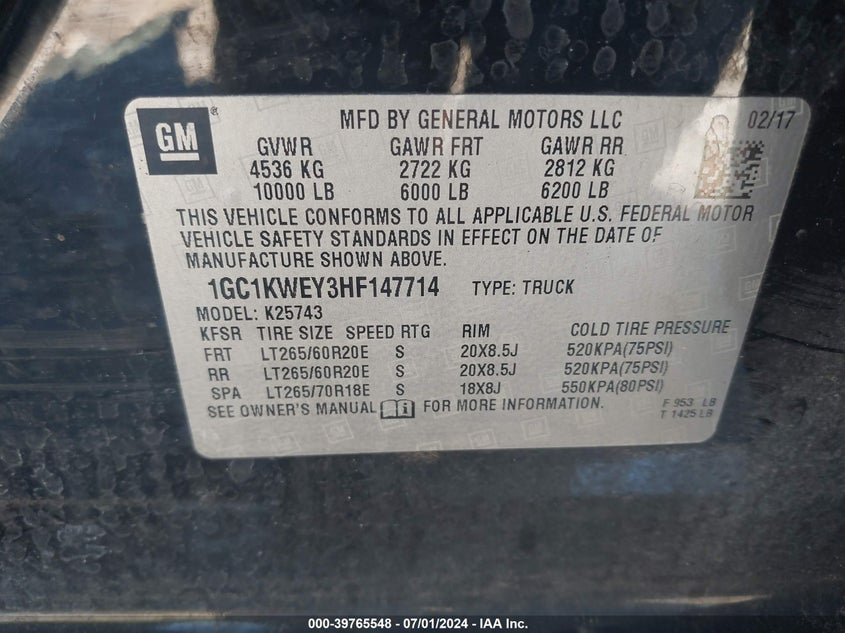 GM®
MFD BY GENERAL MOTORS LLC 02/17
GVWR GAWR FRT GAWR RR
4536 KG 2722 KG 2812 KG
10000 LB 6000 LB 6200 LB
THIS VEHICLE CONFORMS TO ALL APPLICABLE U.S. FEDERAL MOTOR
VEHICLE SAFETY STANDARDS IN EFFECT ON THE DATE OF
MANUFACTURE SHOWN ABOVE.
1GC1KWEY3HF147714 TYPE: TRUCK
MODEL: K25743
KFSR TIRE SIZE SPEED RTG RIM COLD TIRE PRESSURE
FRT LT265/60R20E S 20X8.5J 520KPA(75PSI)
RR LT265/60R20E S 20X8.5J 520KPA(75PSI)
SPA LT265/70R18E S 18X8J 550KPA(80PSI)
SEE OWNER'S MANUAL FOR MORE INFORMATION.
F 953 LB
T 1425 LB
000-39765548 - 07/01/2024 - IAA Inc.